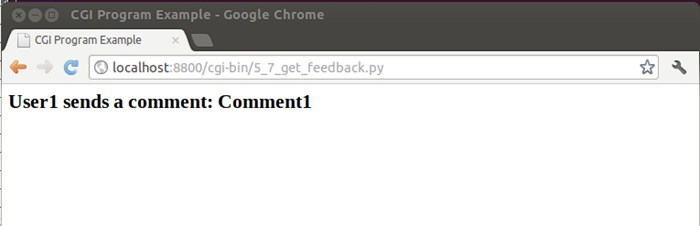 CGI Program Example - Google Chrome
CGI Program Example
localhost:8800/cgi-bin/5_7_get_feedback.py
User1 sends a comment: Comment1